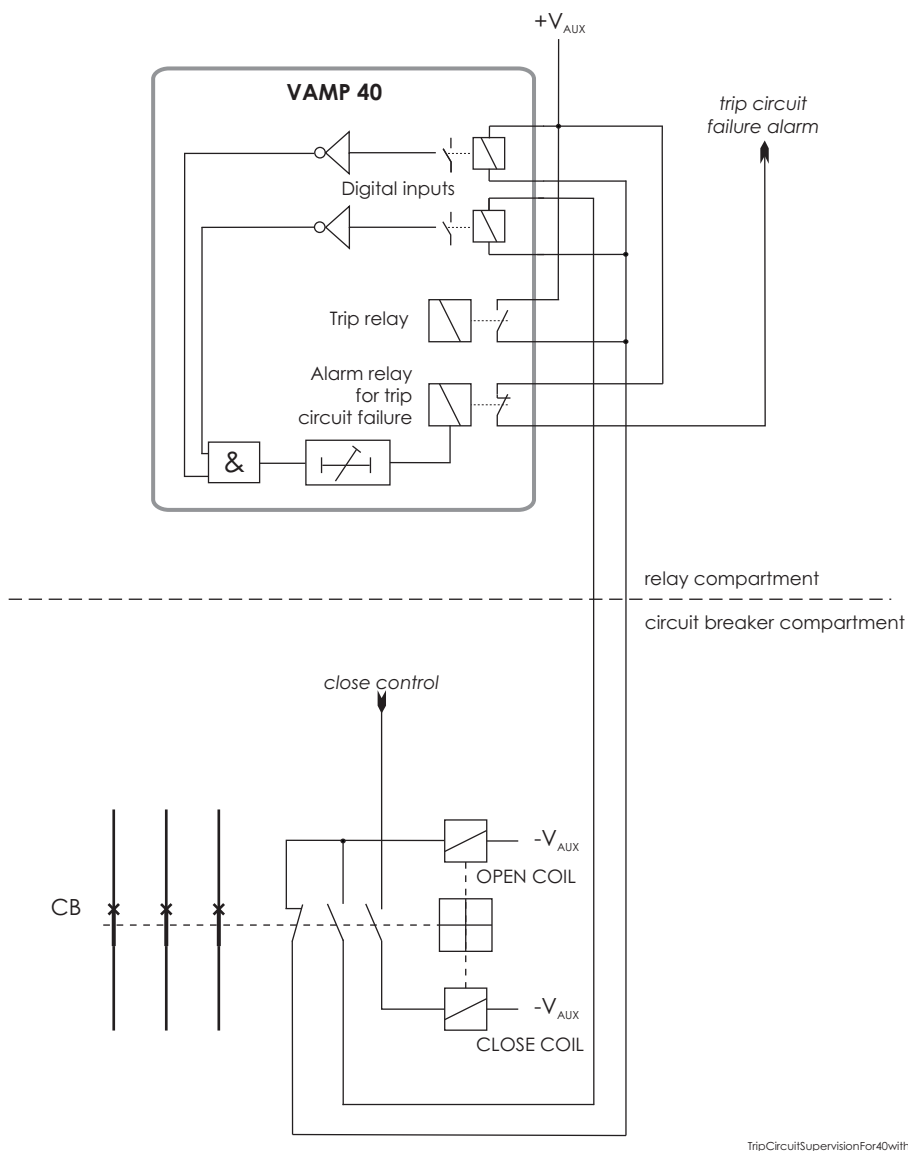 +VAUX
VAMP 40
trip circuit
failure alarm
Digital inputs
Trip relay
Alarm relay
for trip
circuit failure
&
relay compartment
circuit breaker compartment
close control
-VAUX
OPEN COIL
CB
-VAUX
CLOSE COIL
TripCircuitSupervisionFor40with